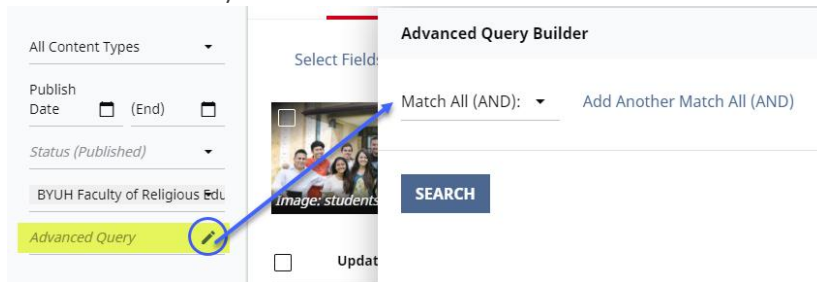 All Content Types
Publish
Date (End)
Status (Published)
BYUH Faculty of Religious Edu
Advanced Query
Select Field
Image: students
Updat
Advanced Query Builder
Match All (AND): Add Another Match All (AND)
SEARCH